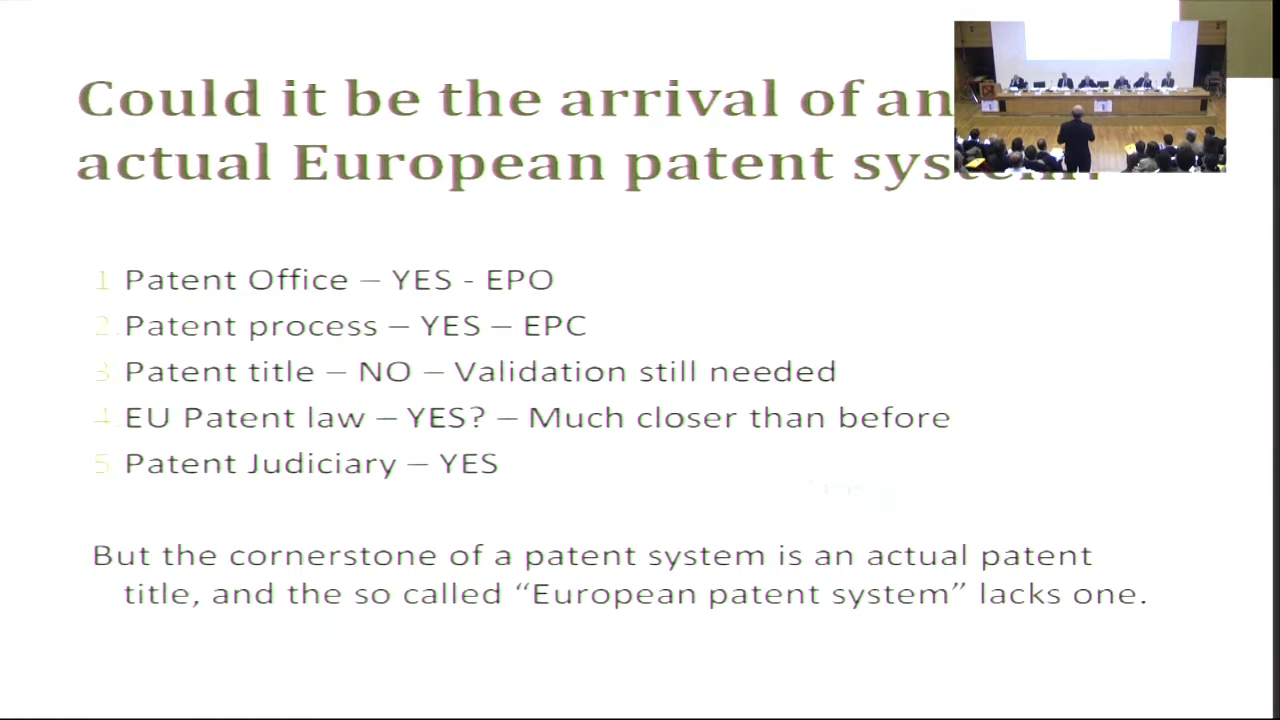 Could it be the arrival of an
actual European patent system?
1 Patent Office – YES - EPO
2. Patent process – YES – EPC
3 Patent title – NO – Validation still needed
4 EU Patent law – YES? – Much closer than before
5 Patent Judiciary – YES
But the cornerstone of a patent system is an actual patent
title, and the so called “European patent system” lacks one.